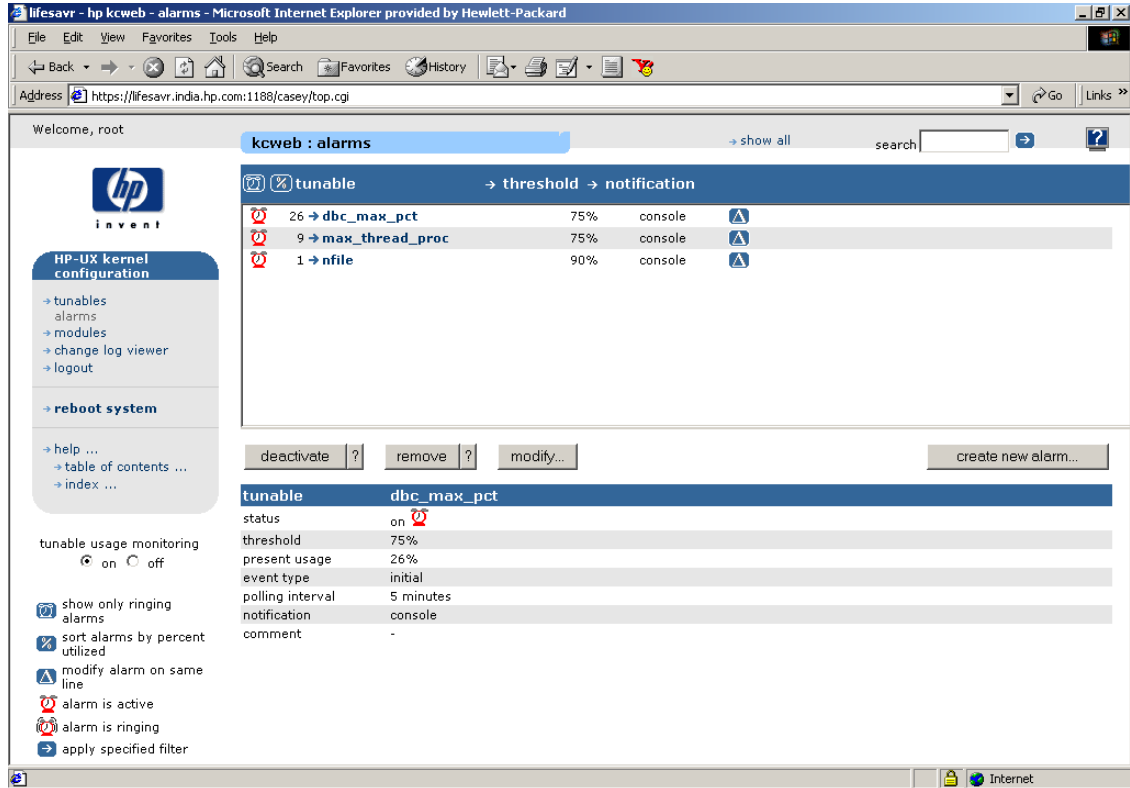 lifesavr - hp kcweb - alarms - Microsoft Internet Explorer provided by Hewlett-Packard
File Edit View Favorites Tools Help
Back Search Favorites History
Address https://lifesavr.india.hp.com:1188/casey/top.cgi Go Links »
Welcome, root
kcweb : alarms
show all
search
?
hp
invent
% tunable threshold notification
26 dbc_max_pct 75% console
9 max_thread_proc 75% console
1 nfile 90% console
HP-UX kernel
configuration
tunables
alarms
modules
change log viewer
logout
reboot system
help ...
table of contents ...
index ...
deactivate ? remove ? modify... create new alarm...
tunable dbc_max_pct
status on
threshold 75%
present usage 26%
event type initial
polling interval 5 minutes
notification console
comment -
tunable usage monitoring
on off
show only ringing
alarms
% sort alarms by percent
utilized
modify alarm on same
line
alarm is active
alarm is ringing
apply specified filter
Internet